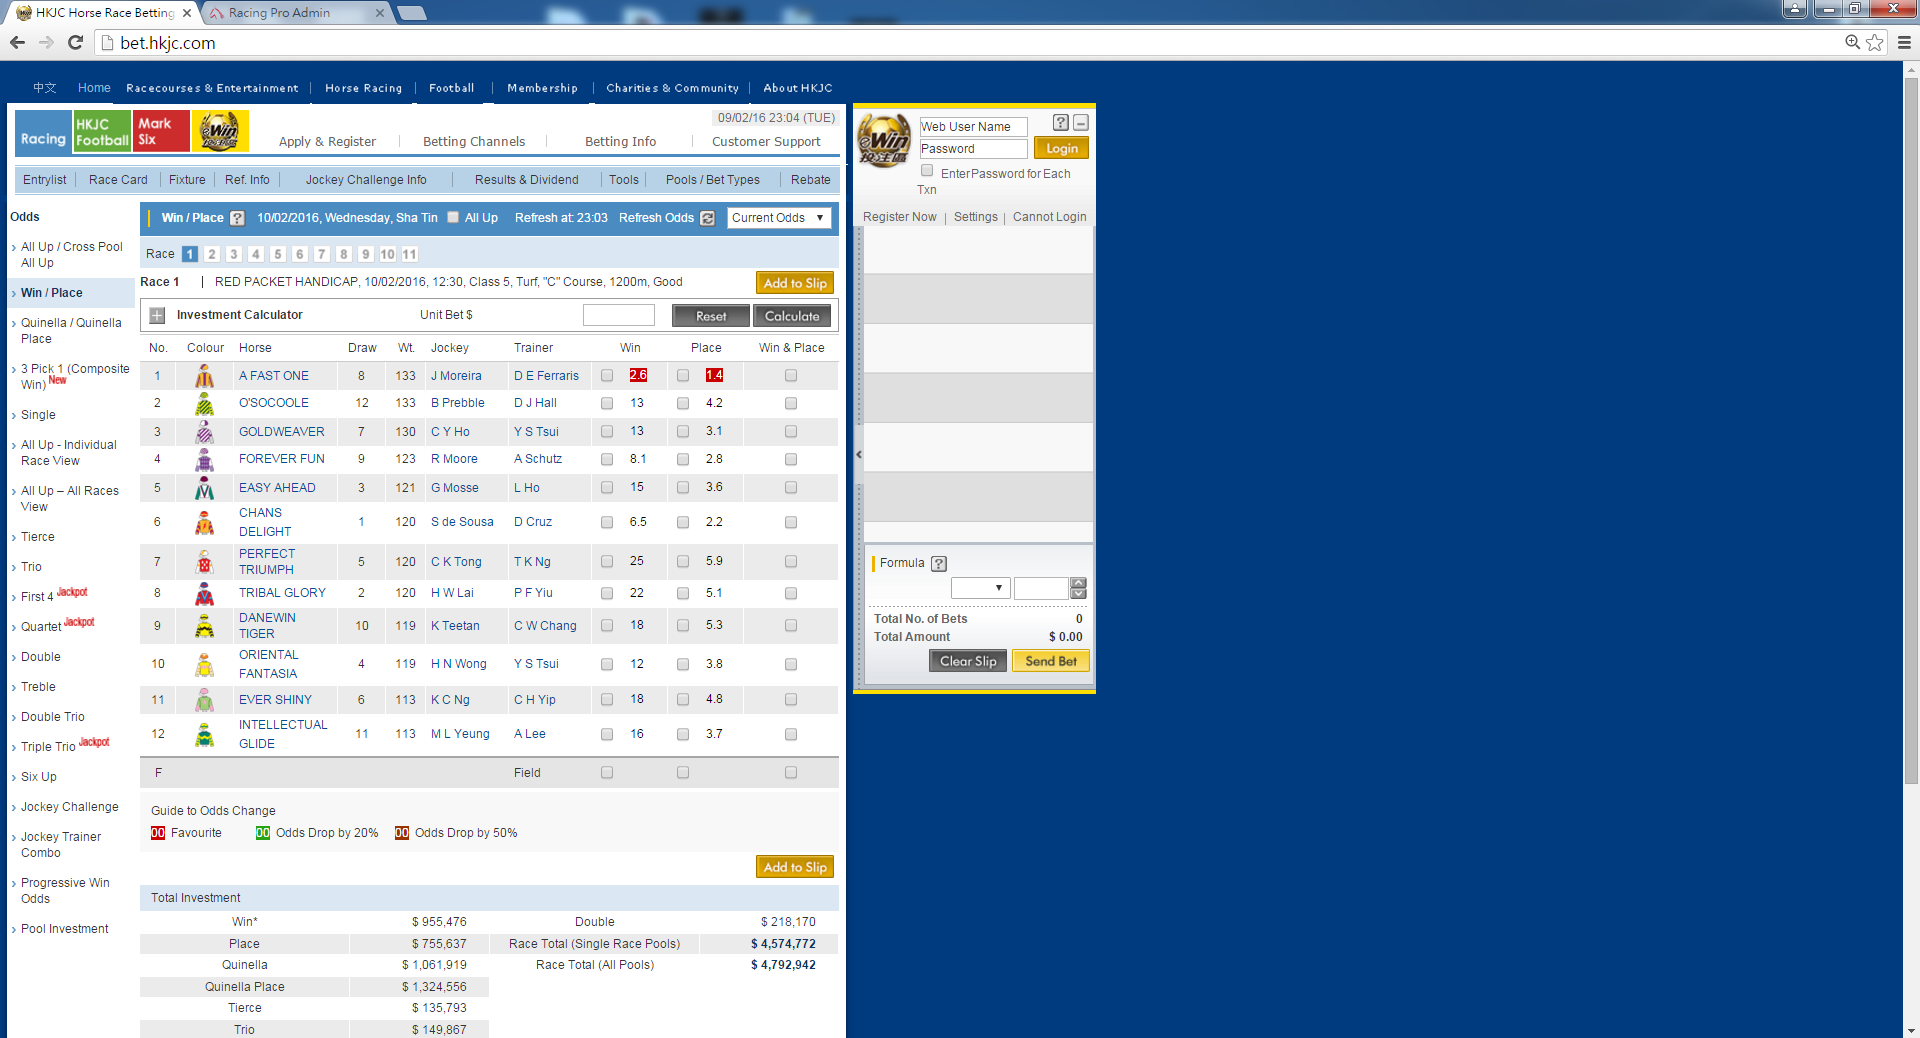 HKJC Horse Race Betting
Racing Pro Admin
bet.hkjc.com
中文 Home Racecourses & Entertainment Horse Racing Football Membership Charities & Community About HKJC
Racing HKJC Football Mark Six eWin 投注區
09/02/16 23:04 (TUE)
Apply & Register Betting Channels Betting Info Customer Support
Entrylist Race Card Fixture Ref. Info Jockey Challenge Info Results & Dividend Tools Pools / Bet Types Rebate
Odds
All Up / Cross Pool
All Up
Win / Place
Quinella / Quinella
Place
3 Pick 1 (Composite
Win) New
Single
All Up - Individual
Race View
All Up – All Races
View
Tierce
Trio
First 4 Jackpot
Quartet Jackpot
Double
Treble
Double Trio
Triple Trio Jackpot
Six Up
Jockey Challenge
Jockey Trainer
Combo
Progressive Win
Odds
Pool Investment
Win / Place ? 10/02/2016, Wednesday, Sha Tin All Up Refresh at: 23:03 Refresh Odds Current Odds
Race 1 2 3 4 5 6 7 8 9 10 11
Race 1 RED PACKET HANDICAP, 10/02/2016, 12:30, Class 5, Turf, "C" Course, 1200m, Good Add to Slip
Investment Calculator Unit Bet $ Reset Calculate
No. Colour Horse Draw Wt. Jockey Trainer Win Place Win & Place
1 A FAST ONE 8 133 J Moreira D E Ferraris 2.6 1.4
2 O'SOCOOLE 12 133 B Prebble D J Hall 13 4.2
3 GOLDWEAVER 7 130 C Y Ho Y S Tsui 13 3.1
4 FOREVER FUN 9 123 R Moore A Schutz 8.1 2.8
5 EASY AHEAD 3 121 G Mosse L Ho 15 3.6
6 CHANS DELIGHT 1 120 S de Sousa D Cruz 6.5 2.2
7 PERFECT TRIUMPH 5 120 C K Tong T K Ng 25 5.9
8 TRIBAL GLORY 2 120 H W Lai P F Yiu 22 5.1
9 DANEWIN TIGER 10 119 K Teetan C W Chang 18 5.3
10 ORIENTAL FANTASIA 4 119 H N Wong Y S Tsui 12 3.8
11 EVER SHINY 6 113 K C Ng C H Yip 18 4.8
12 INTELLECTUAL GLIDE 11 113 M L Yeung A Lee 16 3.7
F Field
Guide to Odds Change
00 Favourite 00 Odds Drop by 20% 00 Odds Drop by 50%
Add to Slip
Total Investment
Win* $ 955,476 Double $ 218,170
Place $ 755,637 Race Total (Single Race Pools) $ 4,574,772
Quinella $ 1,061,919 Race Total (All Pools) $ 4,792,942
Quinella Place $ 1,324,556
Tierce $ 135,793
Trio $ 149,867
eWin 投注區
Web User Name ?
Password Login
Enter Password for Each
Txn
Register Now Settings Cannot Login
Formula ?
Total No. of Bets 0
Total Amount $ 0.00
Clear Slip Send Bet